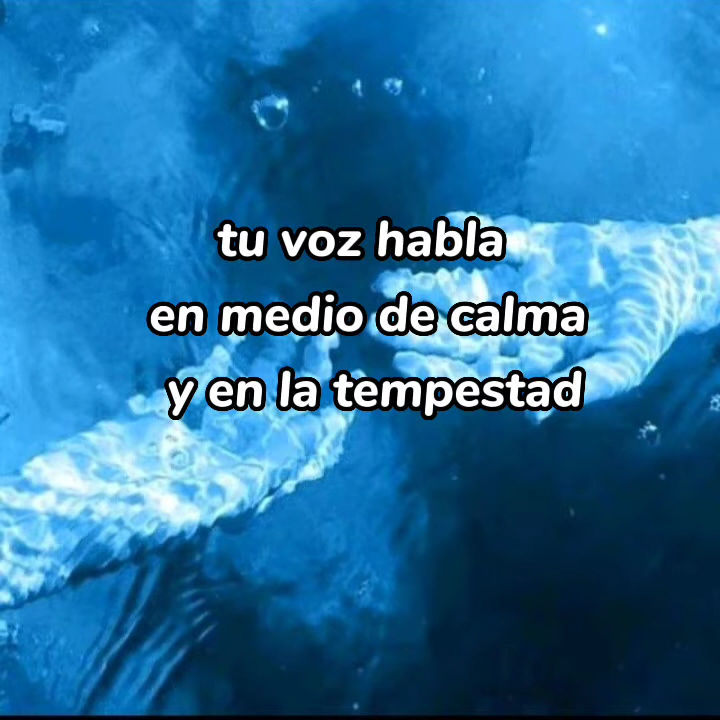 tu voz habla
en medio de calma
y en la tempestad